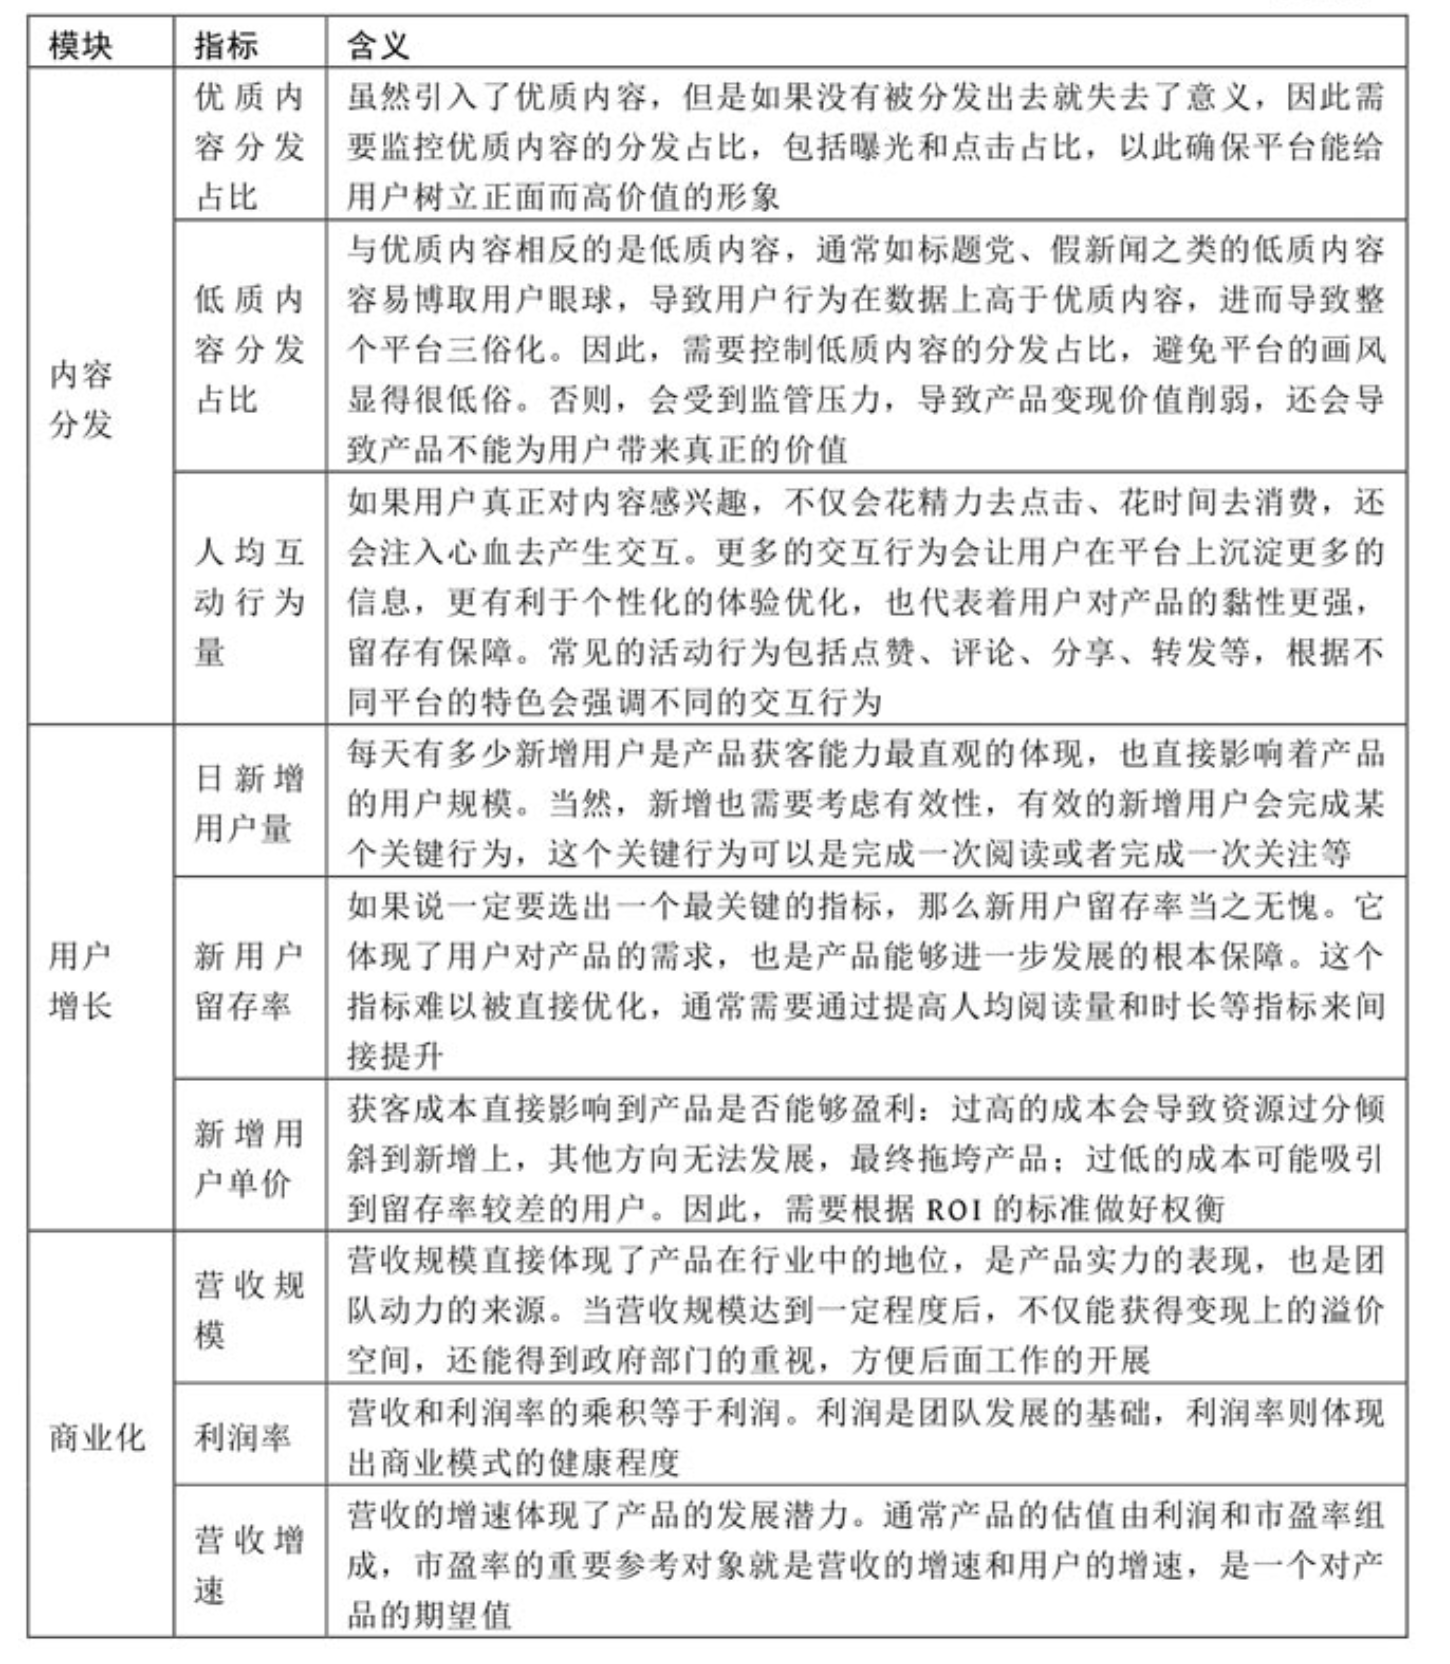 模块 指标 含义
内容
分发
优质内
容分发
占比
虽然引入了优质内容，但是如果没有被分发出去就失去了意义，因此需
要监控优质内容的分发占比，包括曝光和点击占比，以此确保平台能给
用户树立正面而高价值的形象
低质内
容分发
占比
与优质内容相反的是低质内容，通常如标题党、假新闻之类的低质内容
容易博取用户眼球，导致用户行为在数据上高于优质内容，进而导致整
个平台三俗化。因此，需要控制低质内容的分发占比，避免平台的画风
显得很低俗。否则，会受到监管压力，导致产品变现价值削弱，还会导
致产品不能为用户带来真正的价值
人均互
动行为
量
如果用户真正对内容感兴趣，不仅会花精力去点击、花时间去消费，还
会注入心血去产生交互。更多的交互行为会让用户在平台上沉淀更多的
信息，更有利于个性化的体验优化，也代表着用户对产品的黏性更强，
留存有保障。常见的活动行为包括点赞、评论、分享、转发等，根据不
同平台的特色会强调不同的交互行为
用户
增长
日新增
用户量
每天有多少新增用户是产品获客能力最直观的体现，也直接影响着产品
的用户规模。当然，新增也需要考虑有效性，有效的新增用户会完成某
个关键行为，这个关键行为可以是完成一次阅读或者完成一次关注等
新用户
留存率
如果说一定要选出一个最关键的指标，那么新用户留存率当之无愧。它
体现了用户对产品的需求，也是产品能够进一步发展的根本保障。这个
指标难以被直接优化，通常需要通过提高人均阅读量和时长等指标来间
接提升
新增用
户单价
获客成本直接影响到产品是否能够盈利：过高的成本会导致资源过分倾
斜到新增上，其他方向无法发展，最终拖垮产品；过低的成本可能吸引
到留存率较差的用户。因此，需要根据 ROI 的标准做好权衡
商业化
营收规
模
营收规模直接体现了产品在行业中的地位，是产品实力的表现，也是团
队动力的来源。当营收规模达到一定程度后，不仅能获得变现上的溢价
空间，还能得到政府部门的重视，方便后面工作的开展
利润率
营收和利润率的乘积等于利润。利润是团队发展的基础，利润率则体现
出商业模式的健康程度
营收增
速
营收的增速体现了产品的发展潜力。通常产品的估值由利润和市盈率组
成，市盈率的重要参考对象就是营收的增速和用户的增速，是一个对产
品的期望值